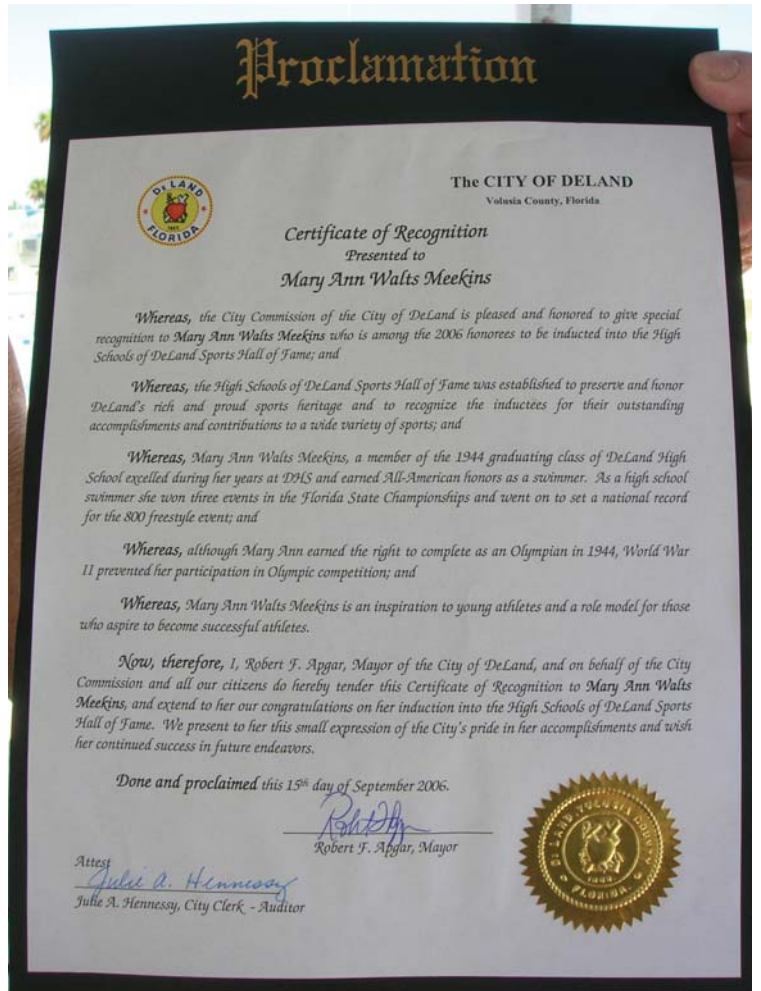 Proclamation
DE LAND
1882
FLORIDA
The CITY OF DELAND
Volusia County, Florida
Certificate of Recognition
Presented to
Mary Ann Walts Meekins
Whereas, the City Commission of the City of DeLand is pleased and honored to give special
recognition to Mary Ann Walts Meekins who is among the 2006 honorees to be inducted into the High
Schools of DeLand Sports Hall of Fame; and
Whereas, the High Schools of DeLand Sports Hall of Fame was established to preserve and honor
DeLand's rich and proud sports heritage and to recognize the inductees for their outstanding
accomplishments and contributions to a wide variety of sports; and
Whereas, Mary Ann Walts Meekins, a member of the 1944 graduating class of DeLand High
School excelled during her years at DHS and earned All-American honors as a swimmer. As a high school
swimmer she won three events in the Florida State Championships and went on to set a national record
for the 800 freestyle event; and
Whereas, although Mary Ann earned the right to complete as an Olympian in 1944, World War
II prevented her participation in Olympic competition; and
Whereas, Mary Ann Walts Meekins is an inspiration to young athletes and a role model for those
who aspire to become successful athletes.
Now, therefore, I, Robert F. Apgar, Mayor of the City of DeLand, and on behalf of the City
Commission and all our citizens do hereby tender this Certificate of Recognition to Mary Ann Walts
Meekins, and extend to her our congratulations on her induction into the High Schools of DeLand Sports
Hall of Fame. We present to her this small expression of the City's pride in her accomplishments and wish
her continued success in future endeavors.
Done and proclaimed this 15th day of September 2006.
Robert F. Apgar, Mayor
Attest
Julie A. Hennessy
Julie A. Hennessy, City Clerk - Auditor
DE LAND VOLUSIA COUNTY
FLORIDA.